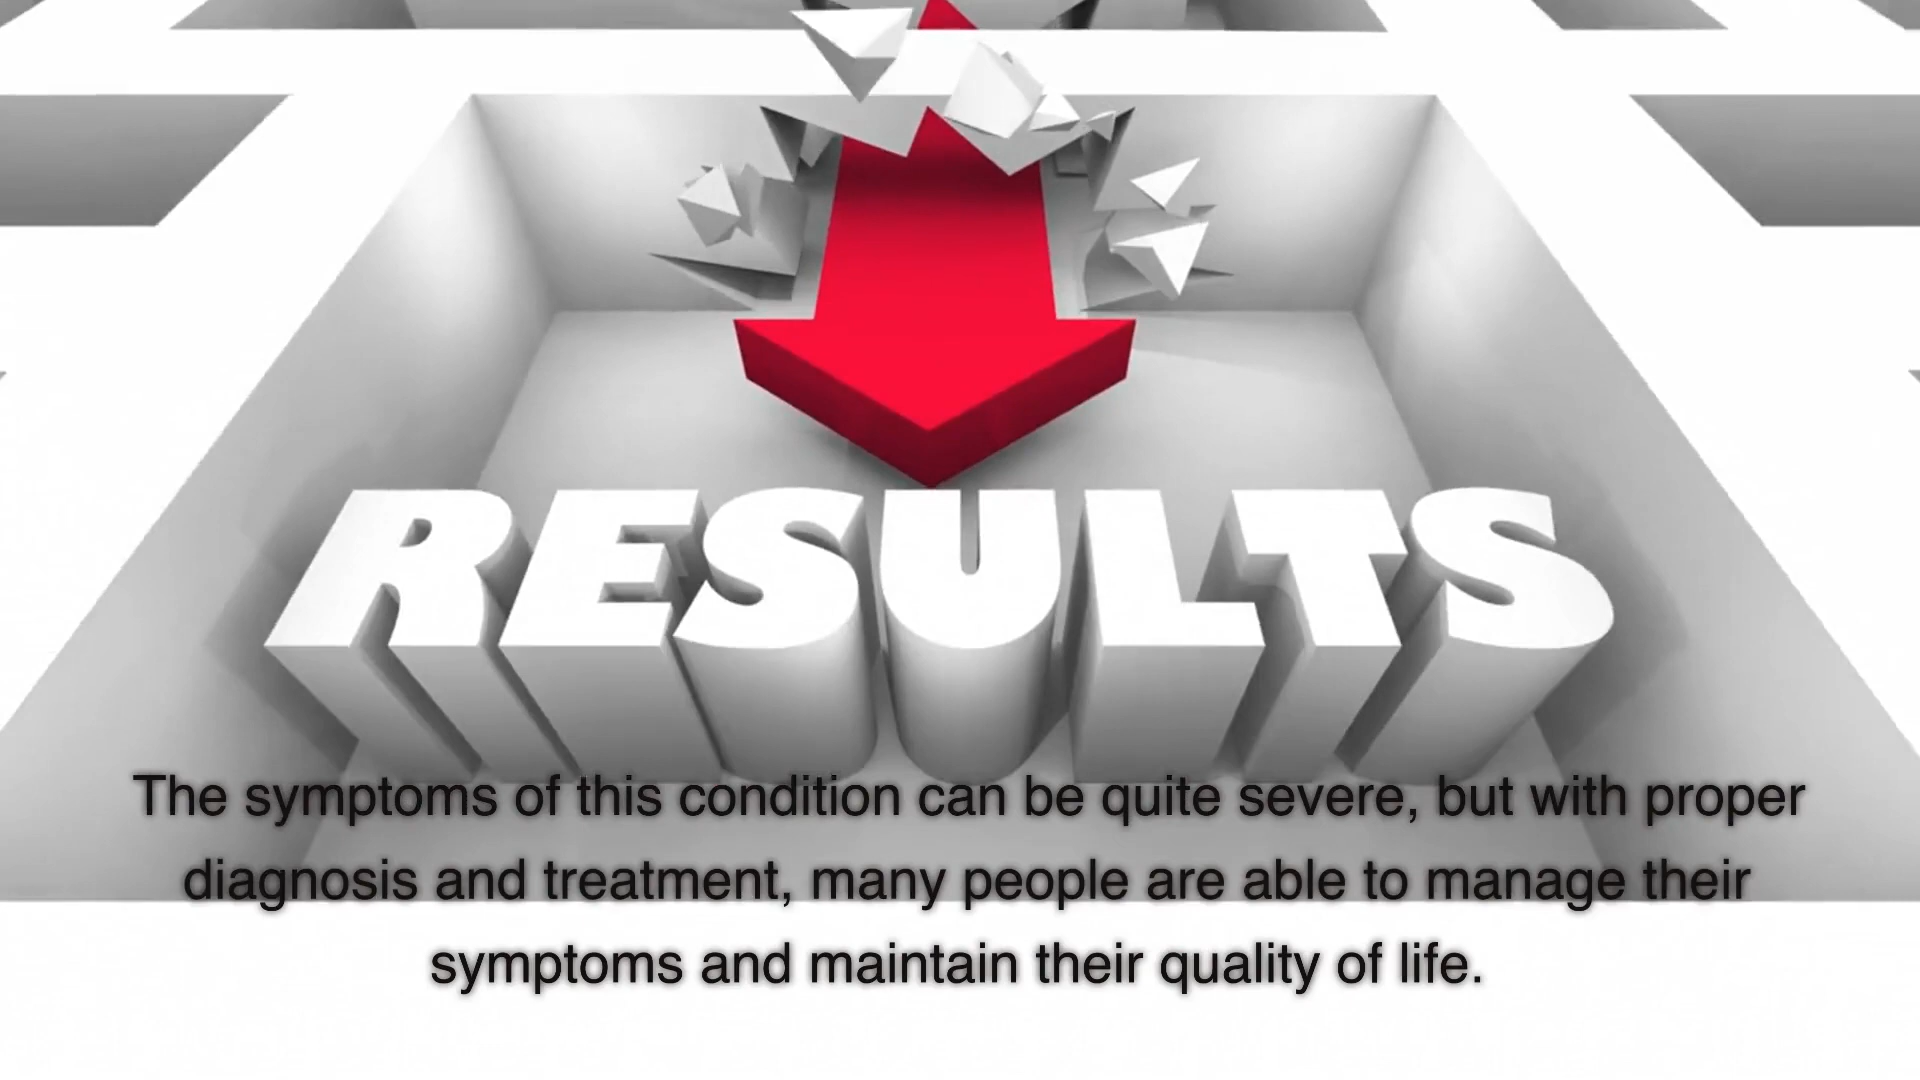 RESULTS
The symptoms of this condition can be quite severe, but with proper
diagnosis and treatment, many people are able to manage their
symptoms and maintain their quality of life.